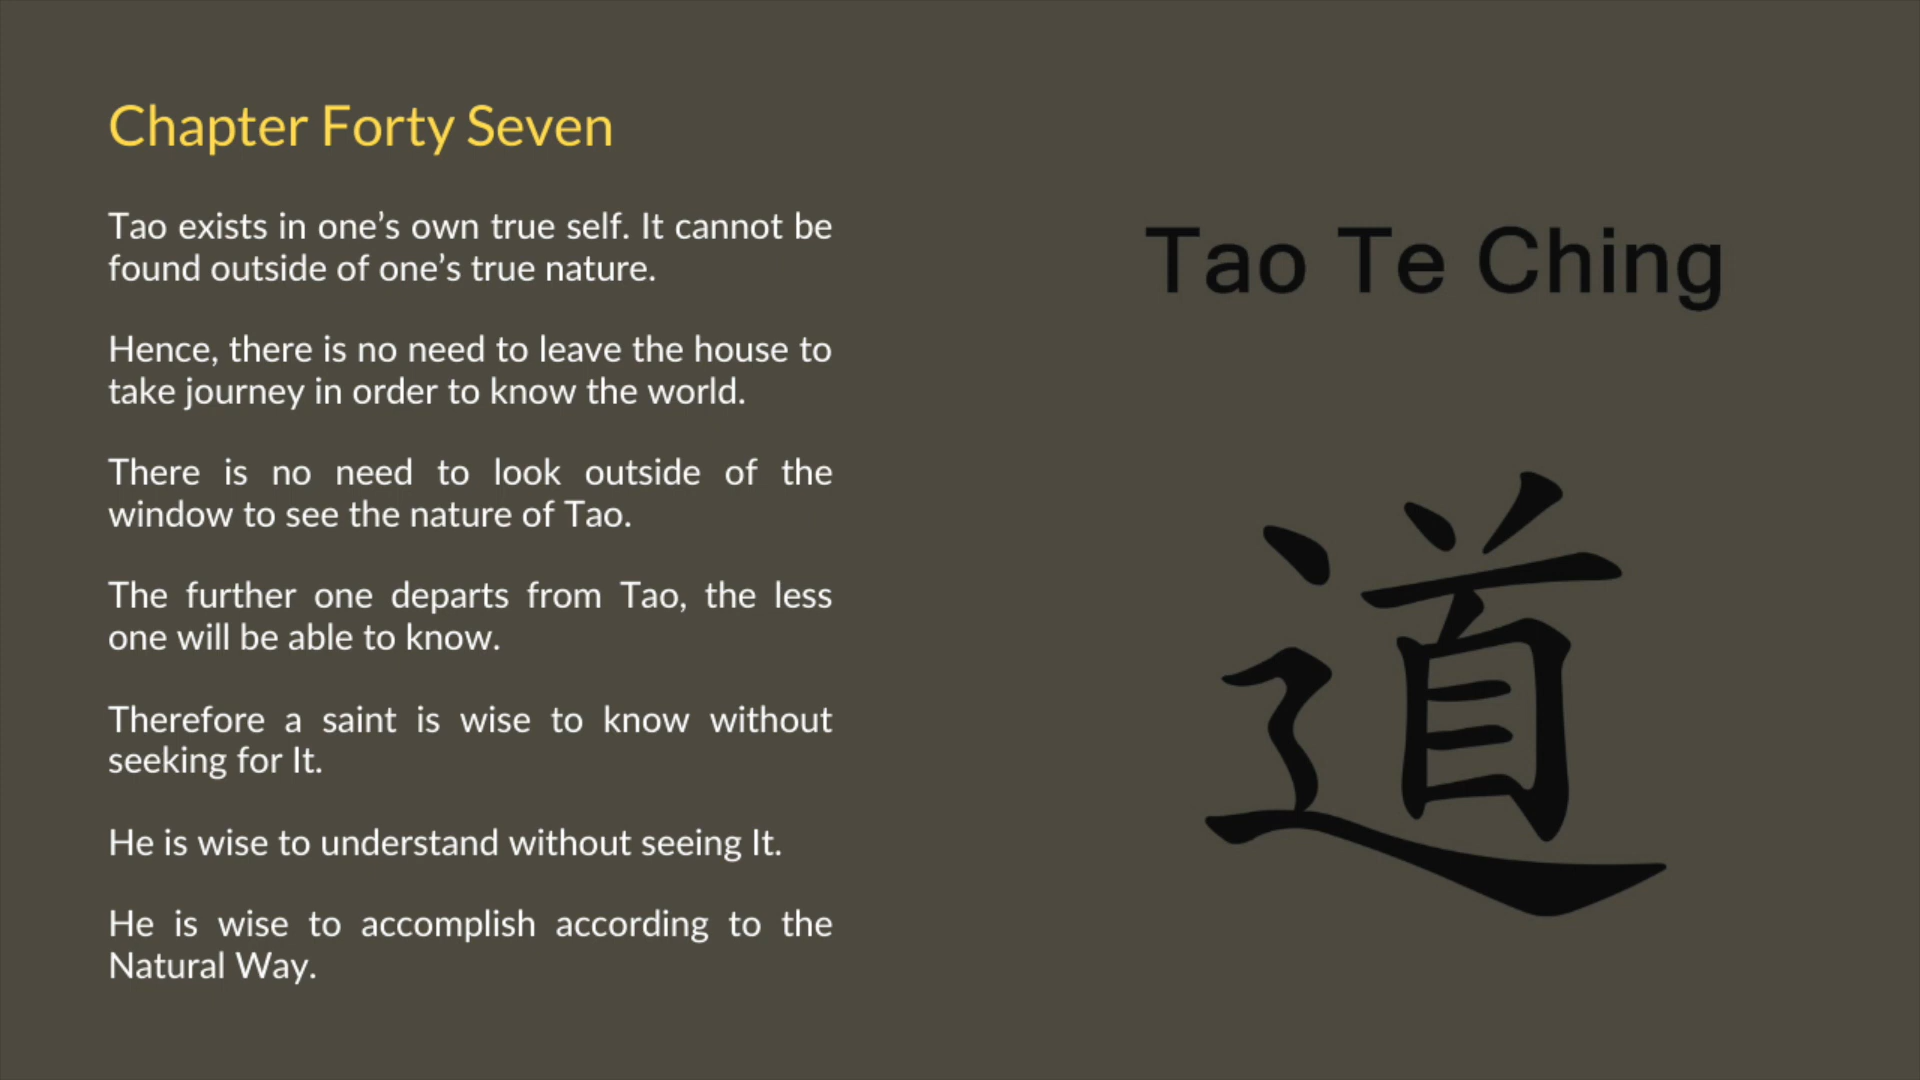 Chapter Forty Seven
Tao exists in one’s own true self. It cannot be
found outside of one’s true nature.
Hence, there is no need to leave the house to
take journey in order to know the world.
There is no need to look outside of the
window to see the nature of Tao.
The further one departs from Tao, the less
one will be able to know.
Therefore a saint is wise to know without
seeking for It.
He is wise to understand without seeing It.
He is wise to accomplish according to the
Natural Way.
Tao Te Ching
道